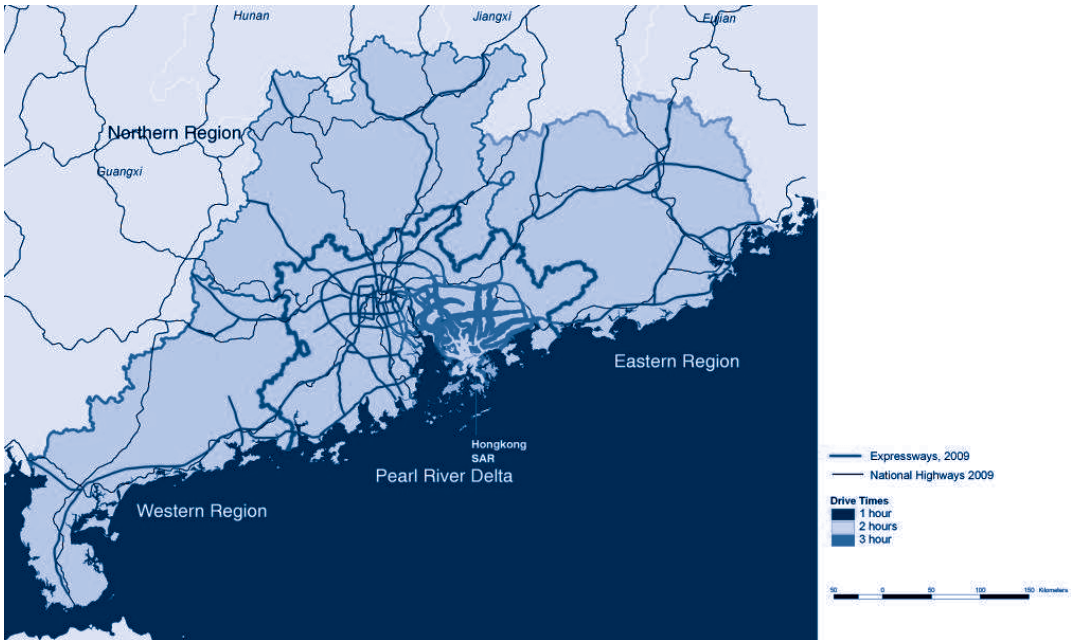 Hunan
Jiangxi
Fujian
Northern Region
Guangxi
Eastern Region
Hongkong
SAR
Pearl River Delta
Western Region
Expressways, 2009
National Highways 2009
Drive Times
1 hour
2 hours
3 hour
50 0 50 100 150 Kilometers